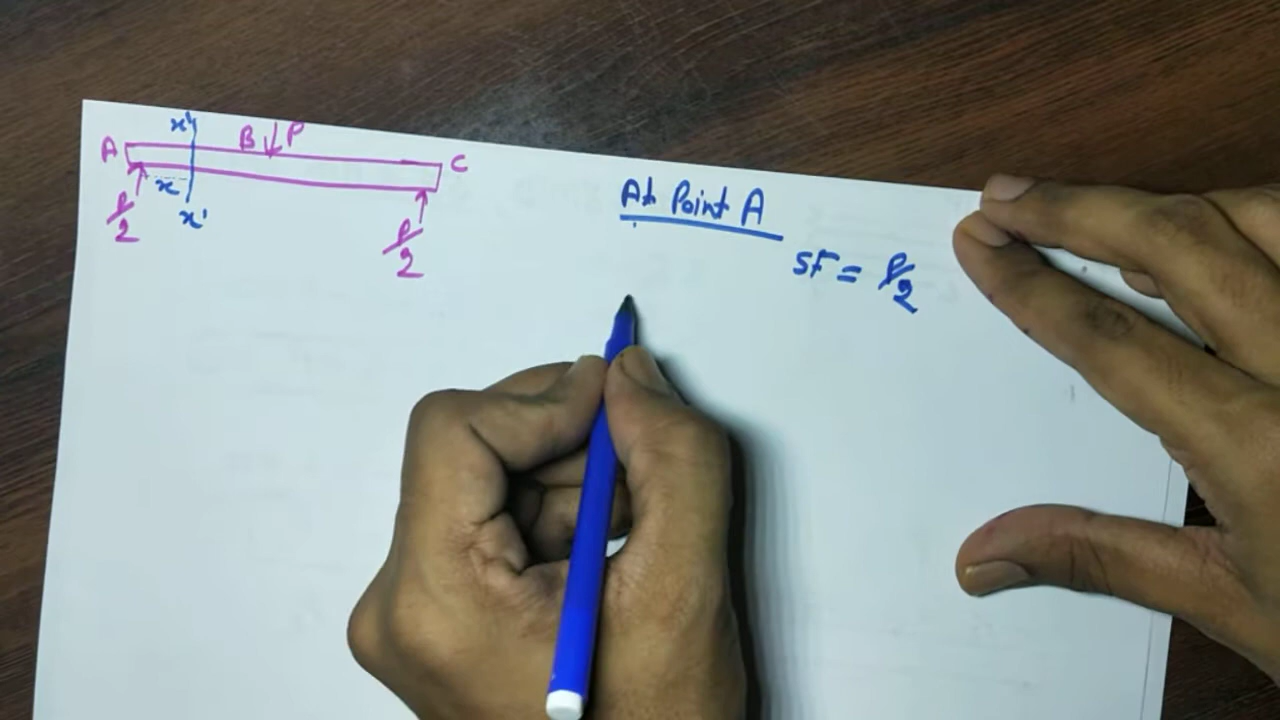 x'
A B P C
x
P/2 x' P/2
At Point A
SF = P/2